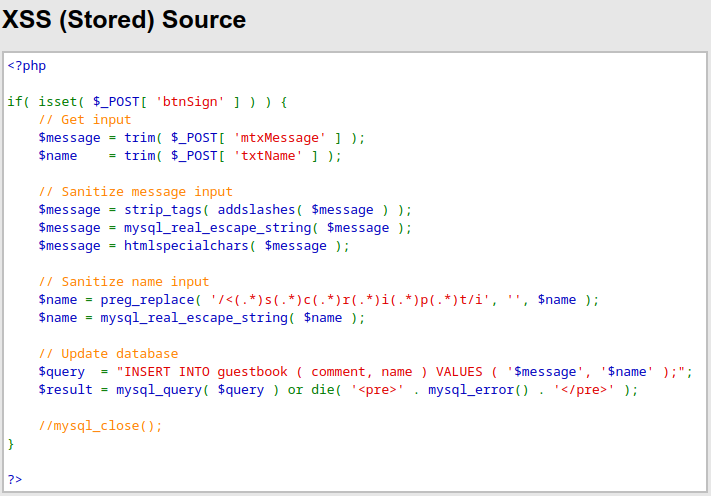 XSS (Stored) Source
<?php
if( isset( $_POST[ 'btnSign' ] ) ) {
    // Get input
    $message = trim( $_POST[ 'mtxMessage' ] );
    $name    = trim( $_POST[ 'txtName' ] );
    // Sanitize message input
    $message = strip_tags( addslashes( $message ) );
    $message = mysql_real_escape_string( $message );
    $message = htmlspecialchars( $message );
    // Sanitize name input
    $name = preg_replace( '/<(.*)s(.*)c(.*)r(.*)i(.*)p(.*)t/i', '', $name );
    $name = mysql_real_escape_string( $name );
    // Update database
    $query  = "INSERT INTO guestbook ( comment, name ) VALUES ( '$message', '$name' );";
    $result = mysql_query( $query ) or die( '<pre>' . mysql_error() . '</pre>' );
    //mysql_close();
}
?>